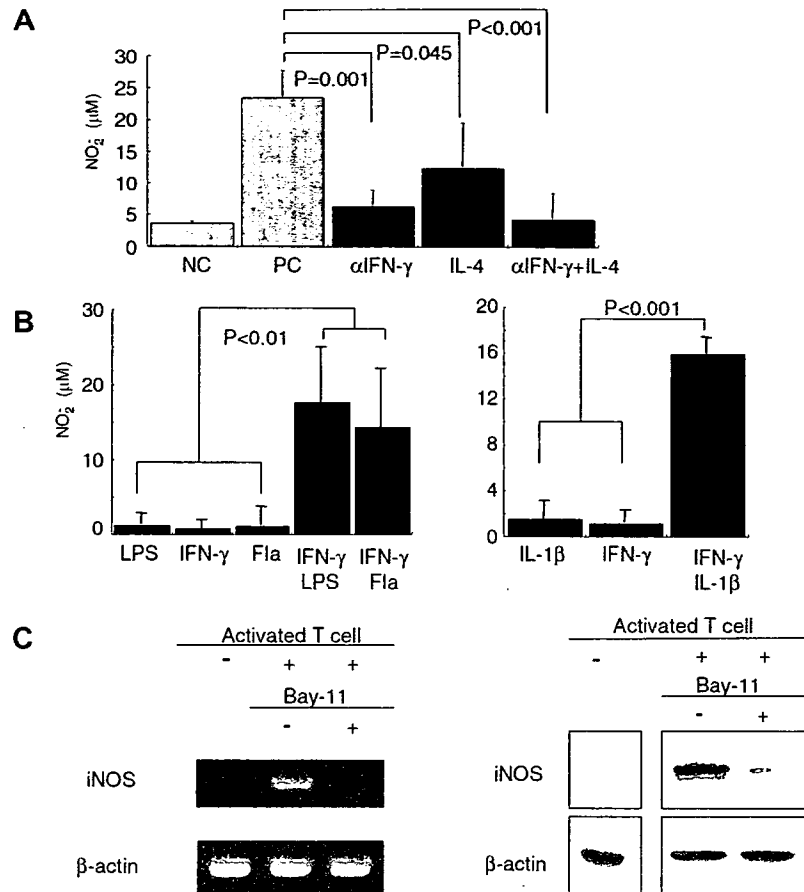 A
P<0.001
P=0.045
P=0.001
NO₂⁻ (μM)
30
25
20
15
10
5
0
NC PC αIFN-γ IL-4 αIFN-γ+IL-4
B
NO₂⁻ (μM)
30
20
10
0
P<0.01
LPS IFN-γ Fla IFN-γ IFN-γ
LPS Fla
20
16
12
8
4
0
P<0.001
IL-1β IFN-γ IFN-γ
IL-1β
C
Activated T cell
- + +
Bay-11
- +
iNOS
β-actin
Activated T cell
- + +
Bay-11
- +
iNOS
β-actin